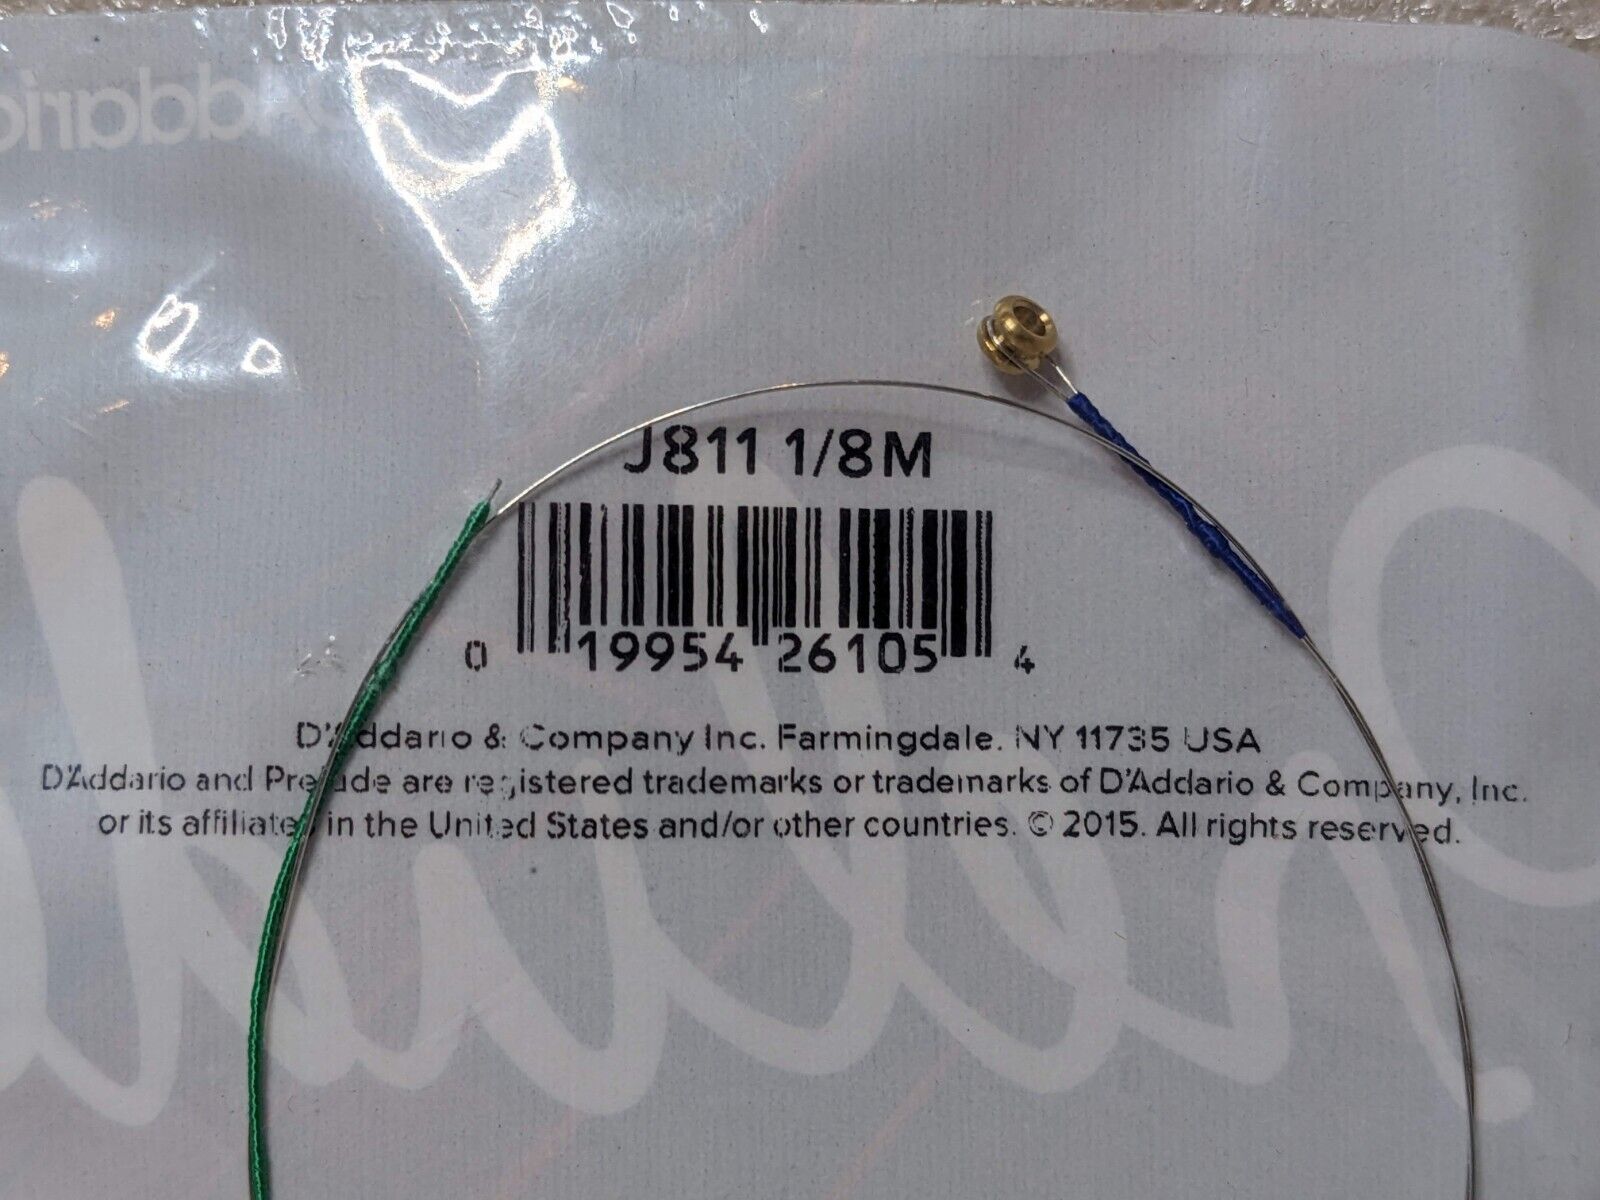 D'Addario
J811 1/8M
0 19954 26105 4
D'Addario & Company Inc. Farmingdale, NY 11735 USA
D'Addario and Prelude are registered trademarks or trademarks of D'Addario & Company, Inc.
or its affiliates in the United States and/or other countries. © 2015. All rights reserved.
Prelude